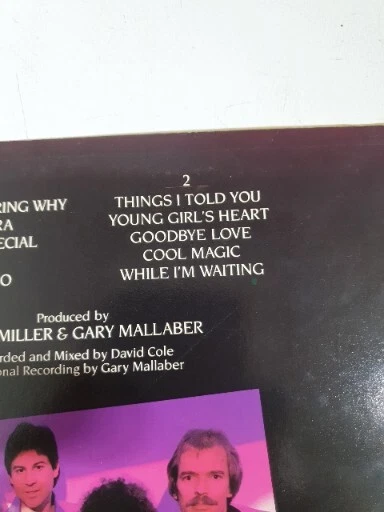 RING WHY
RA
ECIAL
O
2
THINGS I TOLD YOU
YOUNG GIRL'S HEART
GOODBYE LOVE
COOL MAGIC
WHILE I'M WAITING
Produced by
MILLER & GARY MALLABER
rded and Mixed by David Cole
onal Recording by Gary Mallaber